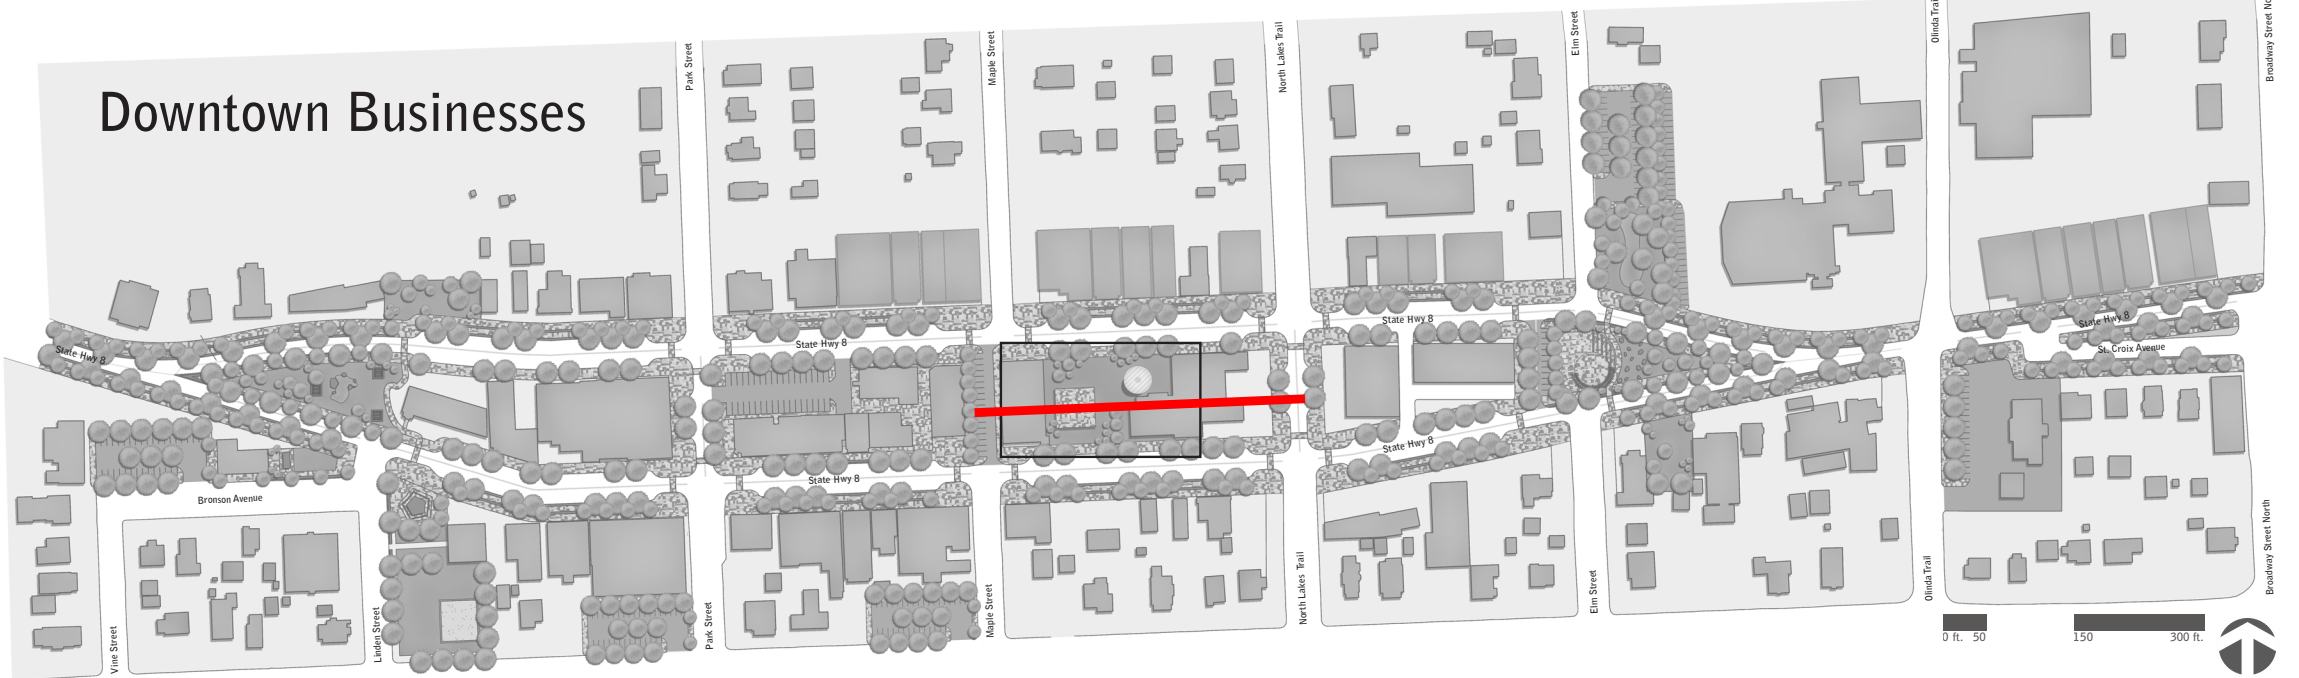 Downtown Businesses
Park Street
Maple Street
North Lakes Trail
Elm Street
Olinda Trail
Broadway Street No
State Hwy 8
State Hwy 8
State Hwy 8
State Hwy 8
St. Croix Avenue
State Hwy 8
State Hwy 8
Bronson Avenue
Vine Street
Linden Street
Park Street
Maple Street
North Lakes Trail
Elm Street
Olinda Trail
Broadway Street North
0 ft. 50 150 300 ft.